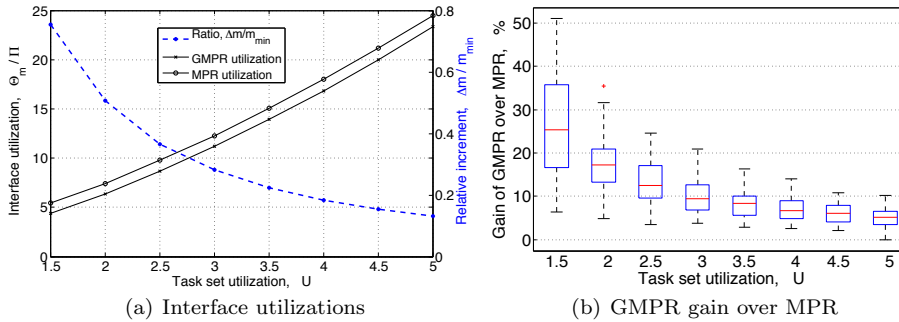 25
20
15
10
5
0
Interface utilization, Θm / Π
1.5 2 2.5 3 3.5 4 4.5 5
Task set utilization, U
Ratio, Δm/mmin
GMPR utilization
MPR utilization
0.8
0.6
0.4
0.2
0
Relative increment, Δm / mmin
(a) Interface utilizations
50
40
30
20
10
0
Gain of GMPR over MPR, %
1.5 2 2.5 3 3.5 4 4.5 5
Task set utilization, U
(b) GMPR gain over MPR